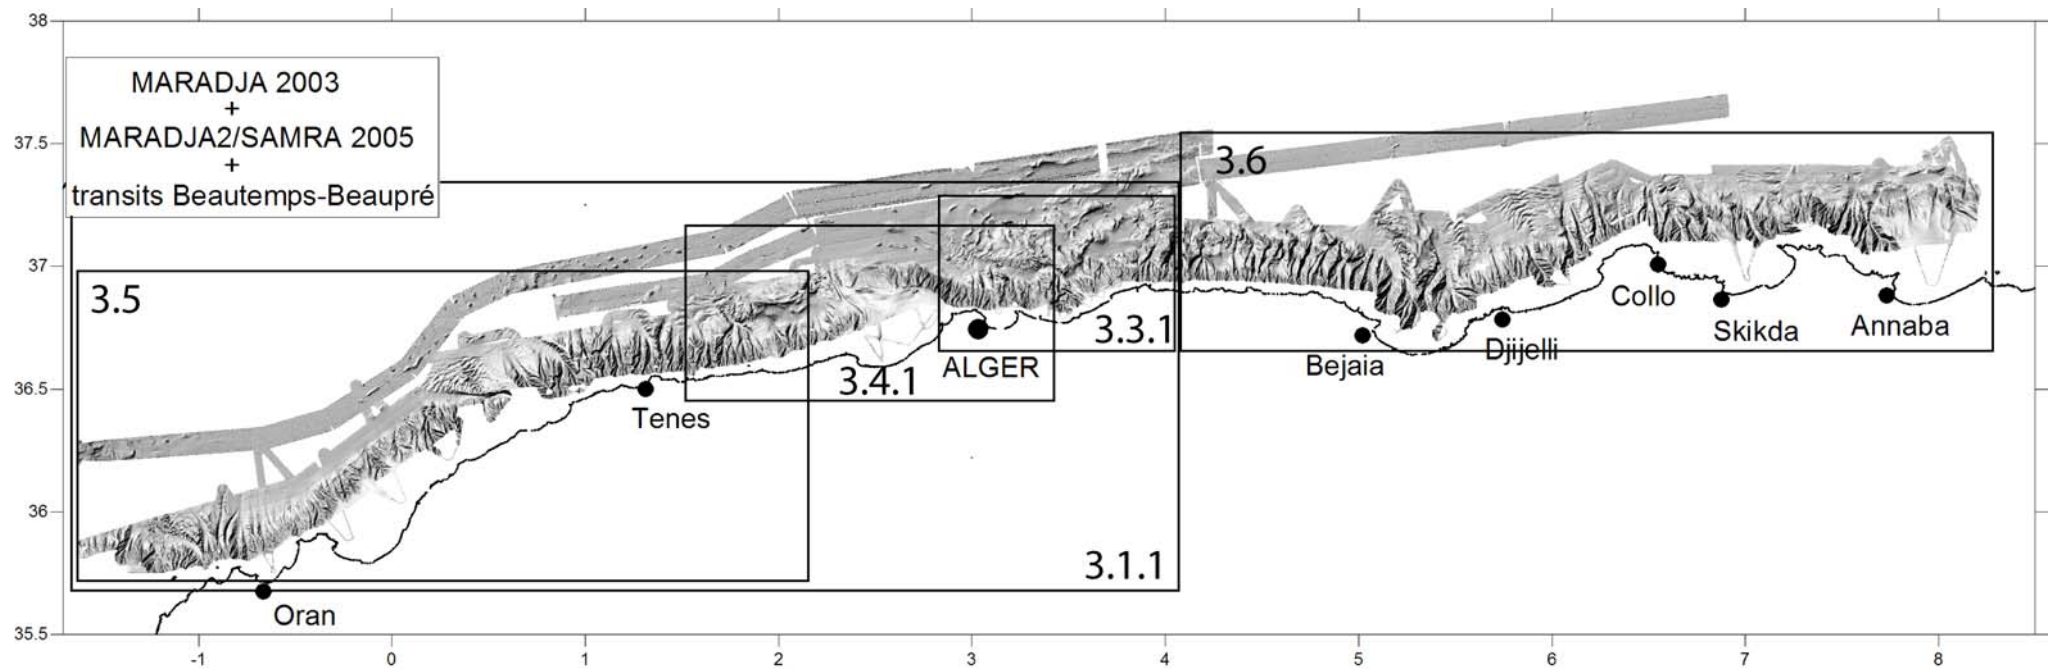 38
37.5
37
36.5
36
35.5
MARADJA 2003
+
MARADJA2/SAMRA 2005
+
transits Beautemps-Beaupré
3.5
3.6
3.3.1
3.4.1
3.1.1
Oran
Tenes
ALGER
Bejaia
Djijelli
Collo
Skikda
Annaba
-1 0 1 2 3 4 5 6 7 8